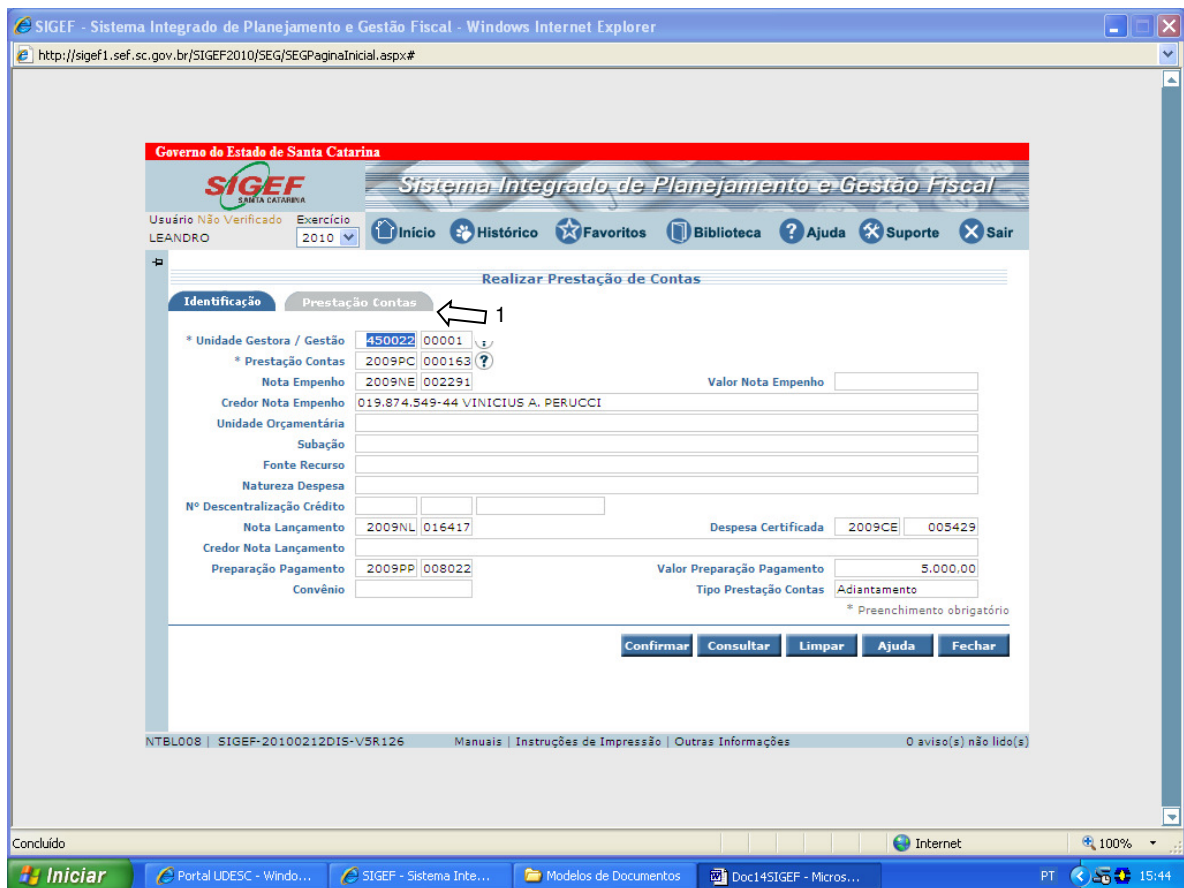 SIGEF - Sistema Integrado de Planejamento e Gestão Fiscal - Windows Internet Explorer
http://sigef1.sef.sc.gov.br/SIGEF2010/SEG/SEGPaginaInicial.aspx#
Governo do Estado de Santa Catarina
SIGEF
SANTA CATARINA
Sistema Integrado de Planejamento e Gestão Fiscal
Usuário Não Verificado Exercício
LEANDRO 2010 Início Histórico Favoritos Biblioteca ? Ajuda Suporte Sair
Realizar Prestação de Contas
Identificação Prestação Contas 1
* Unidade Gestora / Gestão 450022 00001
* Prestação Contas 2009PC 000163 ?
Nota Empenho 2009NE 002291 Valor Nota Empenho
Credor Nota Empenho 019.874.549-44 VINICIUS A. PERUCCI
Unidade Orçamentária
Subação
Fonte Recurso
Natureza Despesa
Nº Descentralização Crédito
Nota Lançamento 2009NL 016417 Despesa Certificada 2009CE 005429
Credor Nota Lançamento
Preparação Pagamento 2009PP 008022 Valor Preparação Pagamento 5.000,00
Convênio Tipo Prestação Contas Adiantamento
* Preenchimento obrigatório
Confirmar Consultar Limpar Ajuda Fechar
NTBL008 | SIGEF-20100212DIS-V5R126 Manuais | Instruções de Impressão | Outras Informações 0 aviso(s) não lido(s)
Concluído Internet 100%
Iniciar Portal UDESC - Windo... SIGEF - Sistema Inte... Modelos de Documentos Doc14SIGEF - Micros... PT 15:44